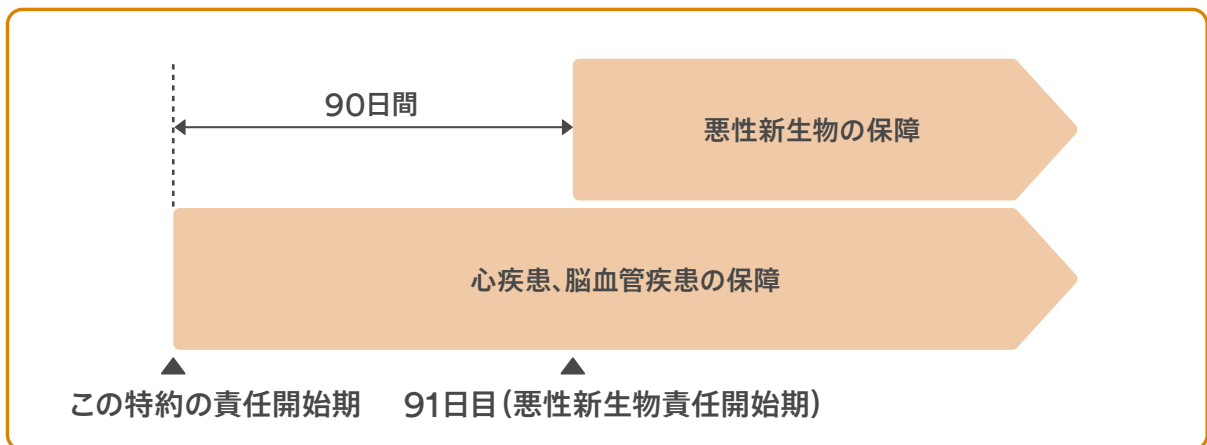 90日間
悪性新生物の保障
心疾患、脳血管疾患の保障
この特約の責任開始期
91日目(悪性新生物責任開始期)